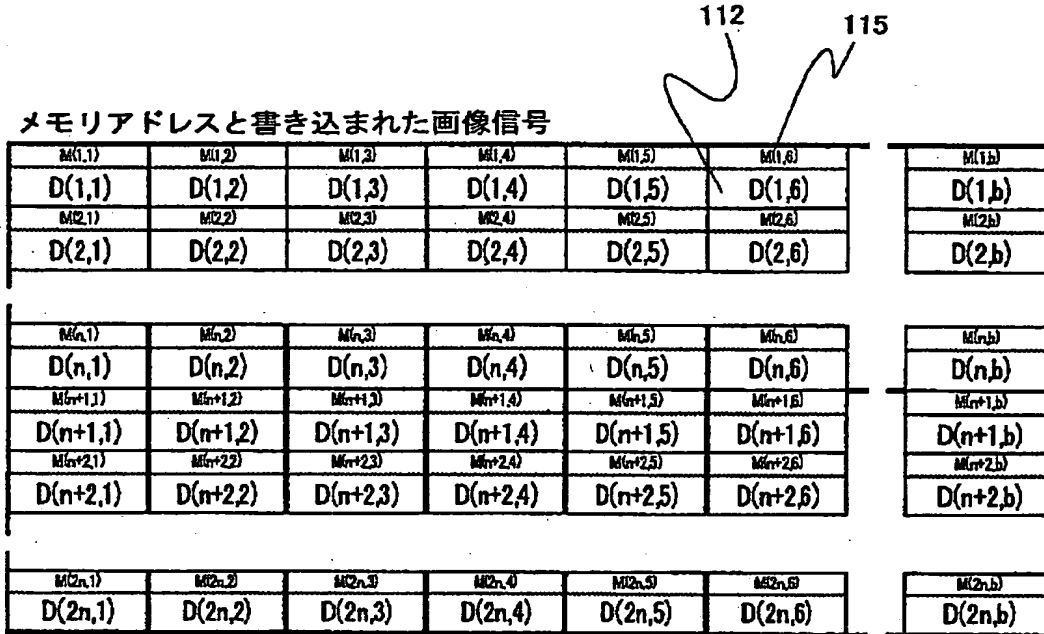 112
115
メモリアドレスと書き込まれた画像信号
M(1,1) M(1,2) M(1,3) M(1,4) M(1,5) M(1,6) M(1,b)
D(1,1) D(1,2) D(1,3) D(1,4) D(1,5) D(1,6) D(1,b)
M(2,1) M(2,2) M(2,3) M(2,4) M(2,5) M(2,6) M(2,b)
D(2,1) D(2,2) D(2,3) D(2,4) D(2,5) D(2,6) D(2,b)
M(n,1) M(n,2) M(n,3) M(n,4) M(n,5) M(n,6) M(n,b)
D(n,1) D(n,2) D(n,3) D(n,4) D(n,5) D(n,6) D(n,b)
M(n+1,1) M(n+1,2) M(n+1,3) M(n+1,4) M(n+1,5) M(n+1,6) M(n+1,b)
D(n+1,1) D(n+1,2) D(n+1,3) D(n+1,4) D(n+1,5) D(n+1,6) D(n+1,b)
M(n+2,1) M(n+2,2) M(n+2,3) M(n+2,4) M(n+2,5) M(n+2,6) M(n+2,b)
D(n+2,1) D(n+2,2) D(n+2,3) D(n+2,4) D(n+2,5) D(n+2,6) D(n+2,b)
M(2n,1) M(2n,2) M(2n,3) M(2n,4) M(2n,5) M(2n,6) M(2n,b)
D(2n,1) D(2n,2) D(2n,3) D(2n,4) D(2n,5) D(2n,6) D(2n,b)